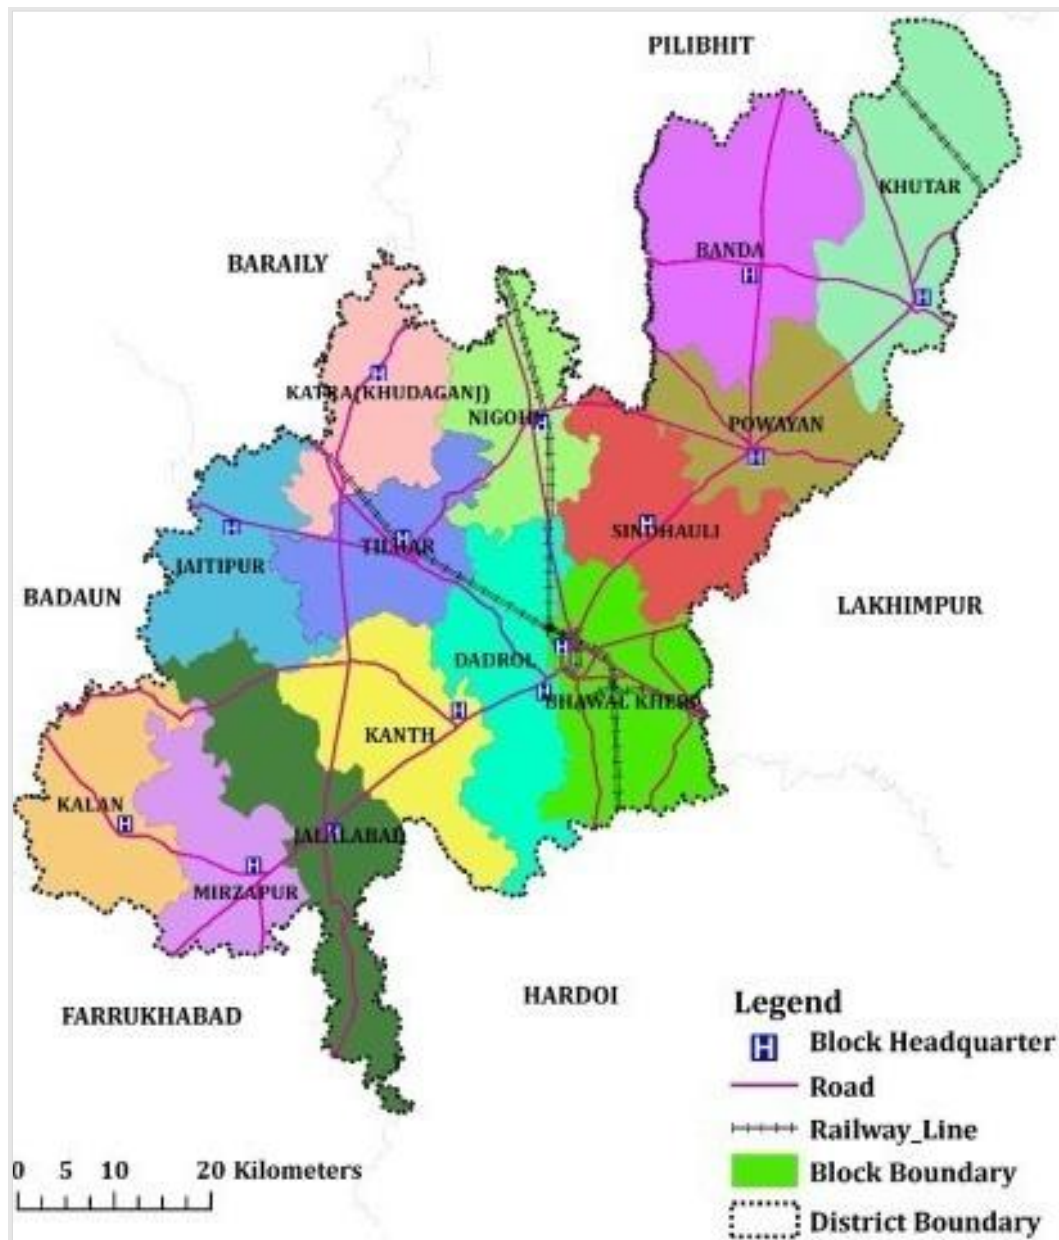 PILIBHIT
KHUTAR
BANDA
BARAILY
KATRA(KHUDAGANJ)
NIGOHI
POWAYAN
SINDHAULI
TILHAR
JAITIPUR
BADAUN
LAKHIMPUR
DADROL
BHAWAL KHERA
KANTH
KALAN
JALALABAD
MIRZAPUR
HARDOI
FARRUKHABAD
Legend
H Block Headquarter
Road
Railway_Line
Block Boundary
District Boundary
0 5 10 20 Kilometers